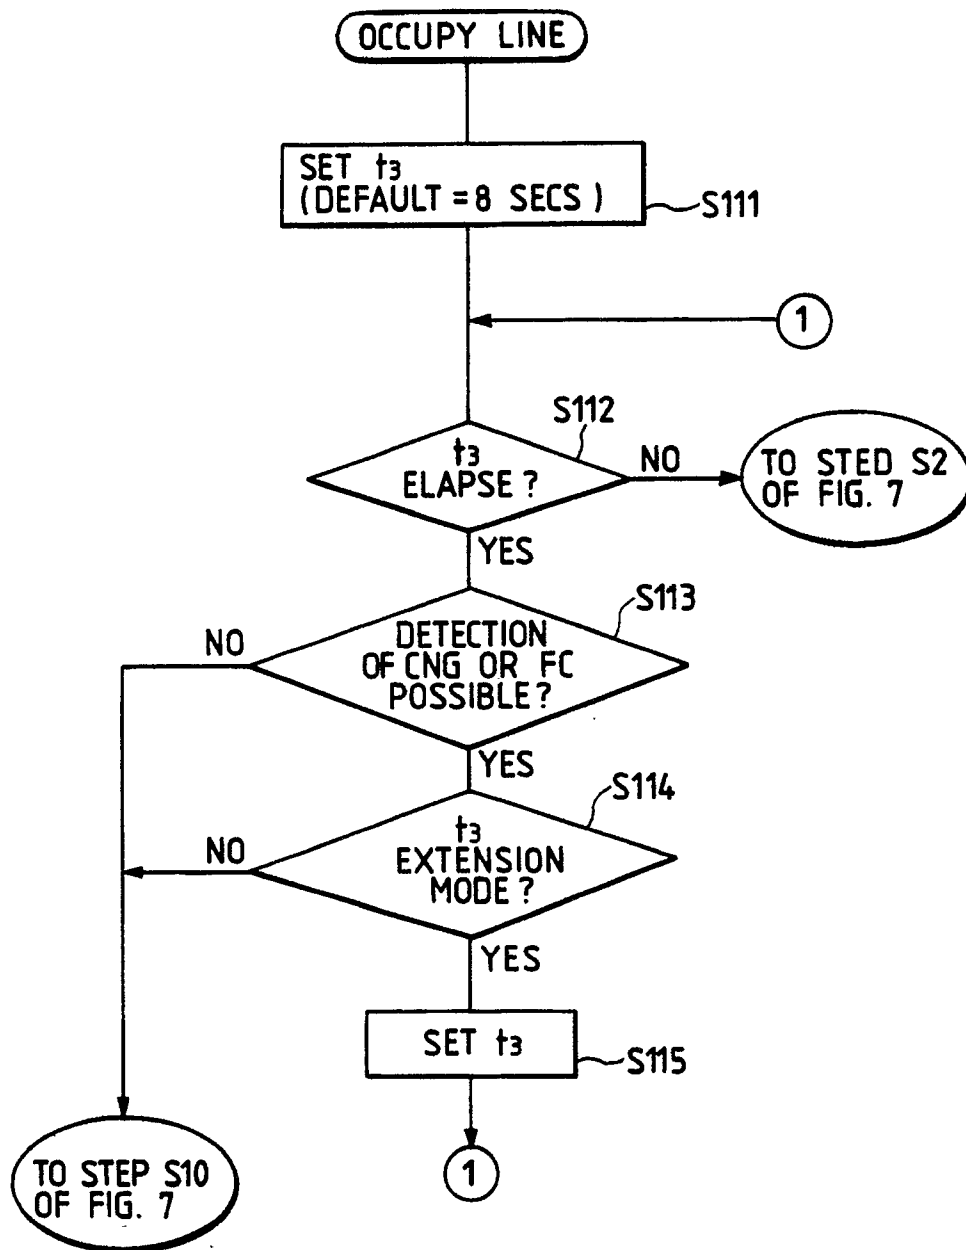 OCCUPY LINE
SET t3
(DEFAULT = 8 SECS)
S111
1
S112
t3
ELAPSE ?
NO
TO STED S2
OF FIG. 7
YES
S113
NO
DETECTION
OF CNG OR FC
POSSIBLE ?
YES
S114
NO
t3
EXTENSION
MODE ?
YES
SET t3
S115
TO STEP S10
OF FIG. 7
1